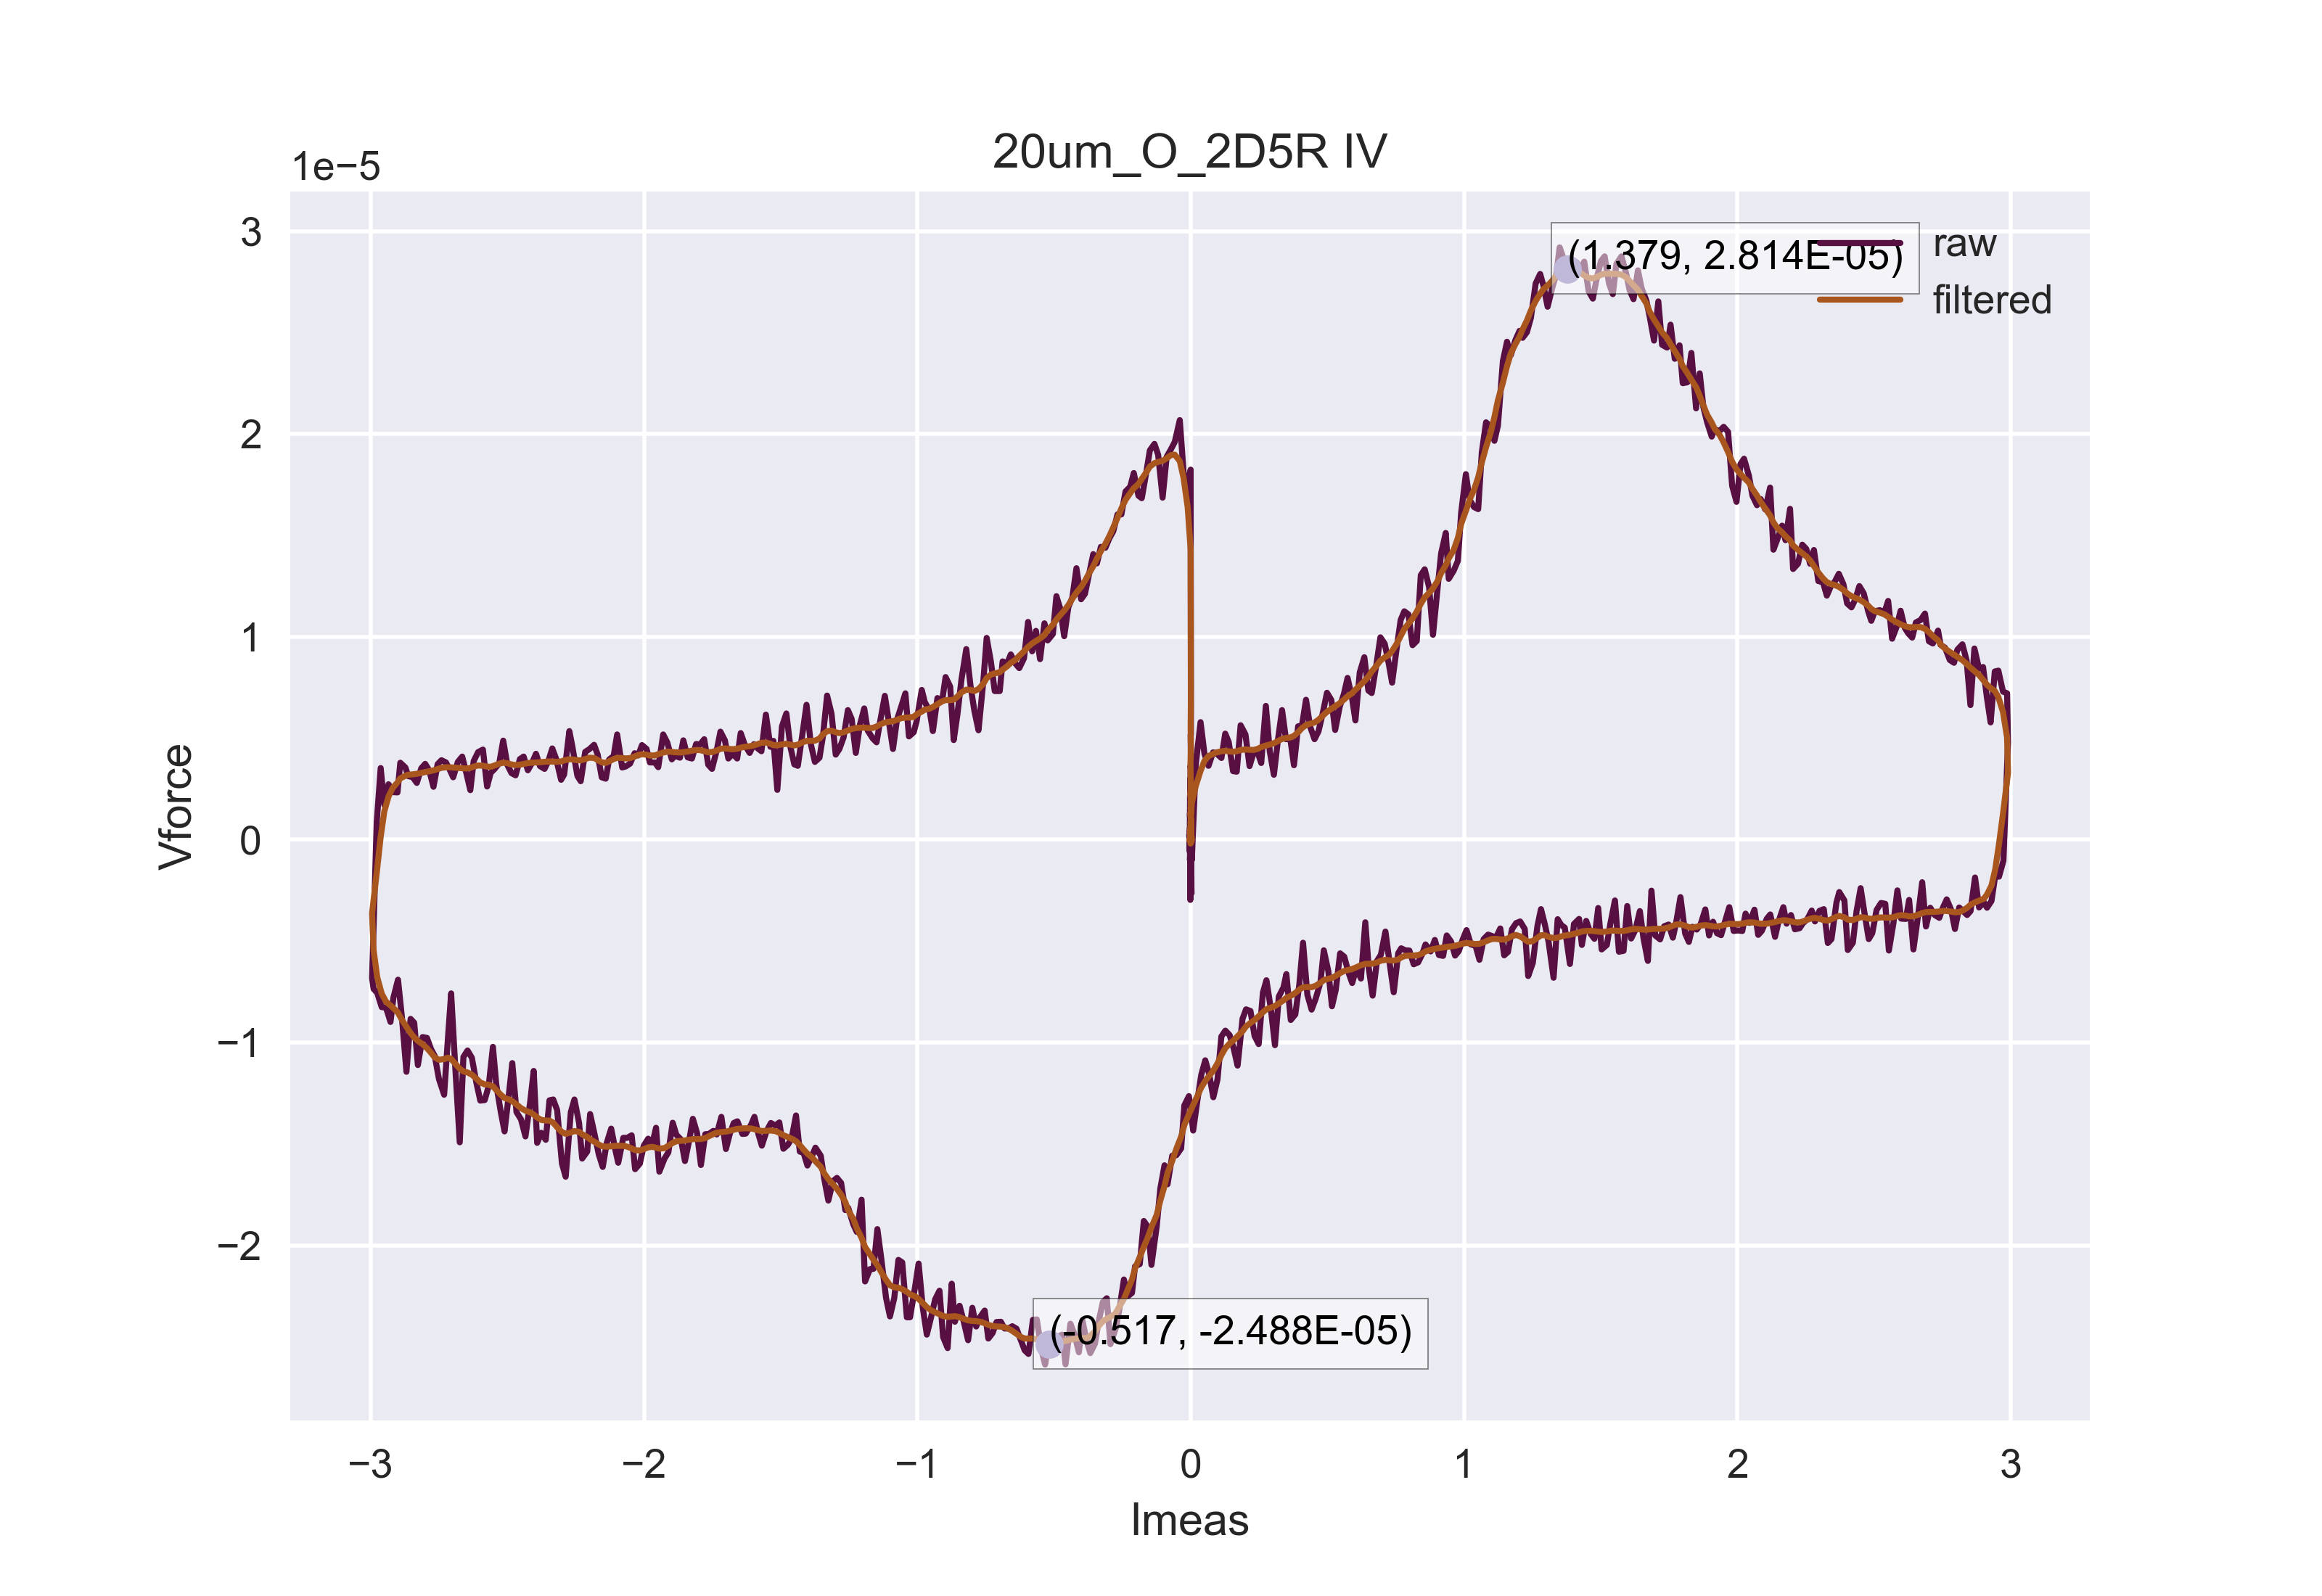 20um_O_2D5R IV
1e−5
3
2
1
0
−1
−2
Vforce
(1.379, 2.814E-05)
raw
filtered
(-0.517, -2.488E-05)
−3
−2
−1
0
1
2
3
Imeas